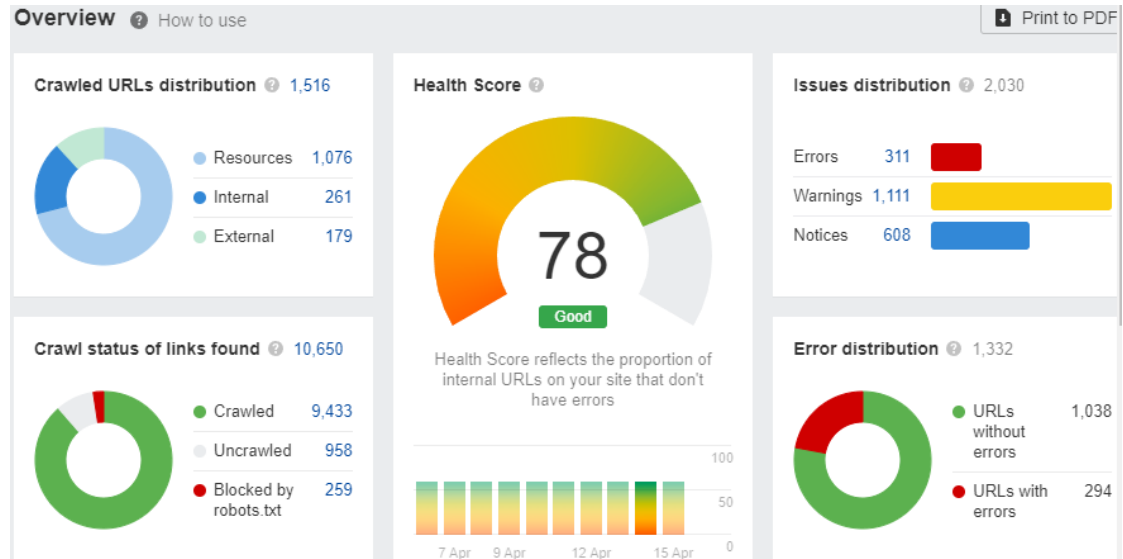 Overview ? How to use
Print to PDF
Crawled URLs distribution ? 1,516
Resources 1,076
Internal 261
External 179
Health Score ?
78
Good
Health Score reflects the proportion of
internal URLs on your site that don't
have errors
100
50
0
7 Apr 9 Apr 12 Apr 15 Apr
Issues distribution ? 2,030
Errors 311
Warnings 1,111
Notices 608
Crawl status of links found ? 10,650
Crawled 9,433
Uncrawled 958
Blocked by 259
robots.txt
Error distribution ? 1,332
URLs 1,038
without
errors
URLs with 294
errors